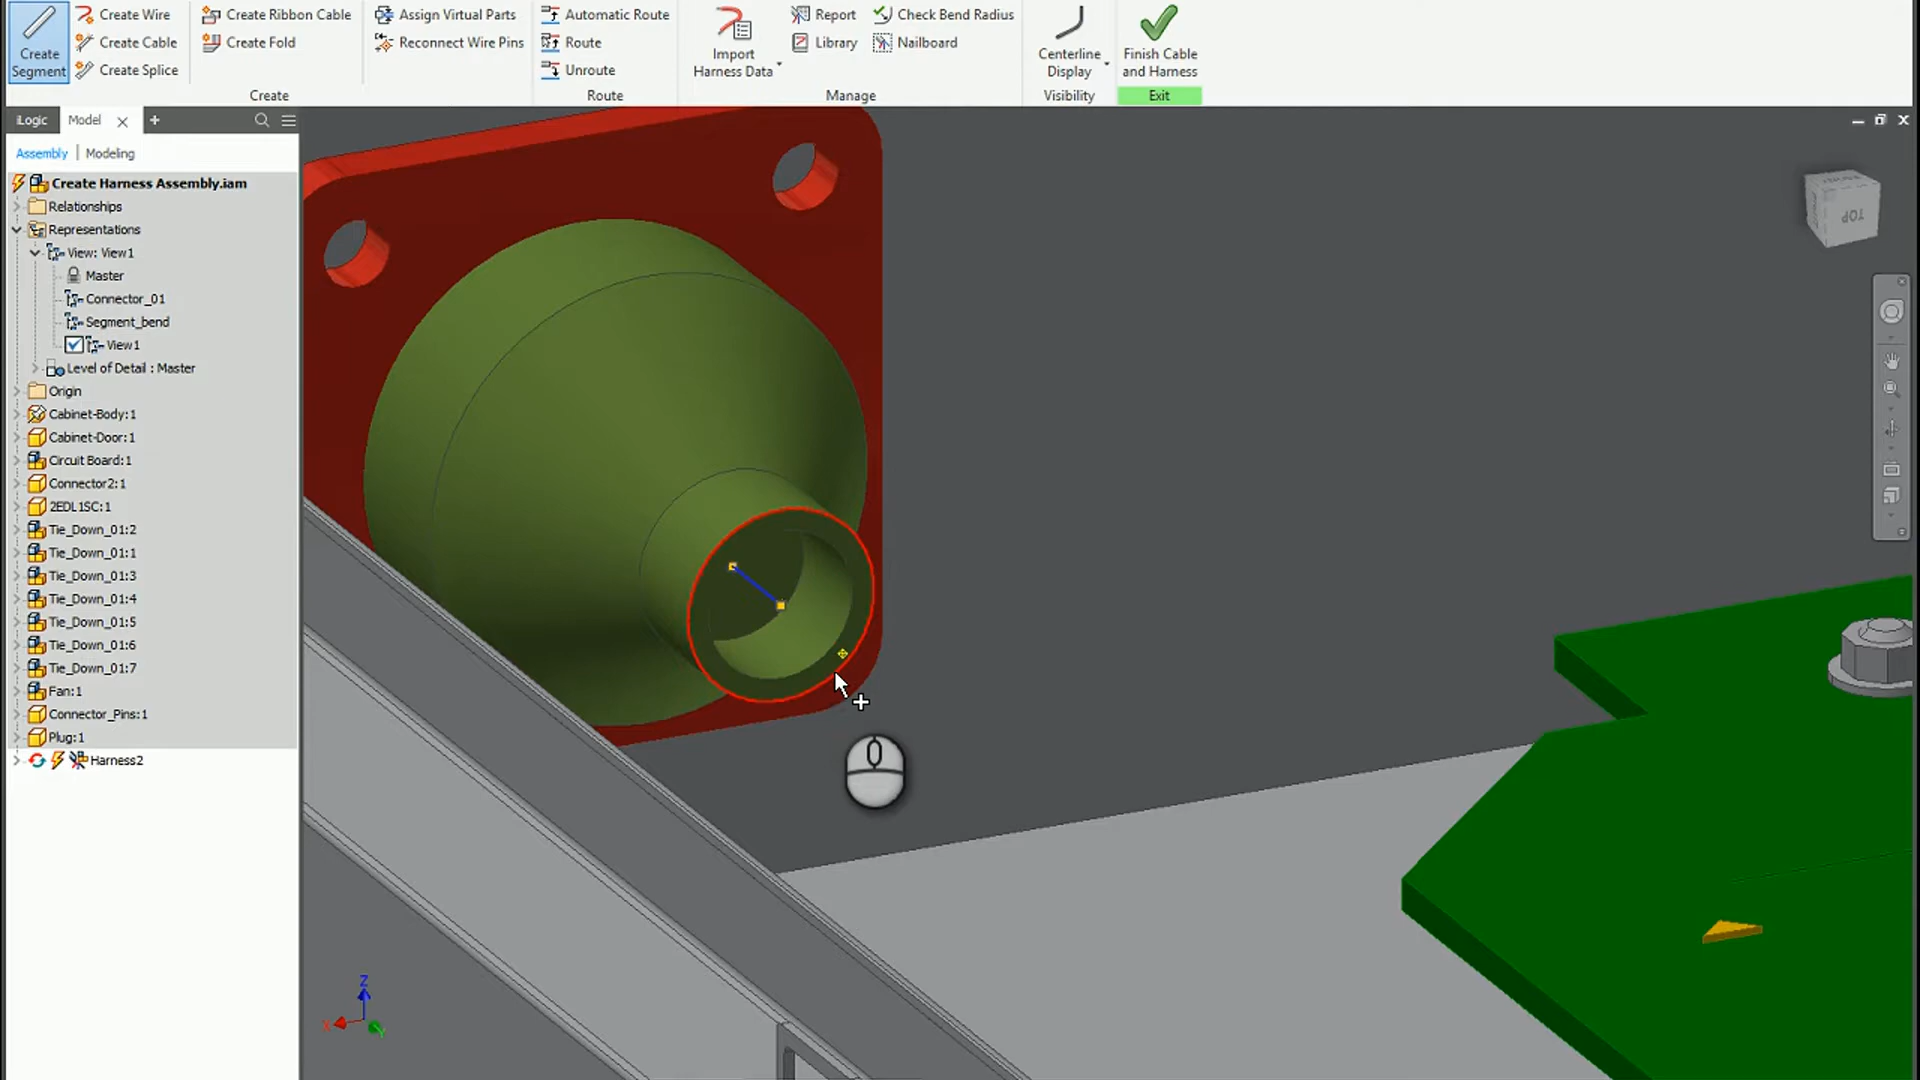 Create Segment
Create Wire
Create Cable
Create Splice
Create Ribbon Cable
Create Fold
Create
Assign Virtual Parts
Reconnect Wire Pins
Automatic Route
Route
Unroute
Route
Import Harness Data
Report
Library
Check Bend Radius
Nailboard
Manage
Centerline Display
Visibility
Finish Cable and Harness
Exit
iLogic
Model
Assembly
Modeling
Create Harness Assembly.iam
Relationships
Representations
View: View1
Master
Connector_01
Segment_bend
View1
Level of Detail : Master
Origin
Cabinet-Body:1
Cabinet-Door:1
Circuit Board:1
Connector2:1
2EDL1SC:1
Tie_Down_01:2
Tie_Down_01:1
Tie_Down_01:3
Tie_Down_01:4
Tie_Down_01:5
Tie_Down_01:6
Tie_Down_01:7
Fan:1
Connector_Pins:1
Plug:1
Harness2
TOP
Z
X
Y